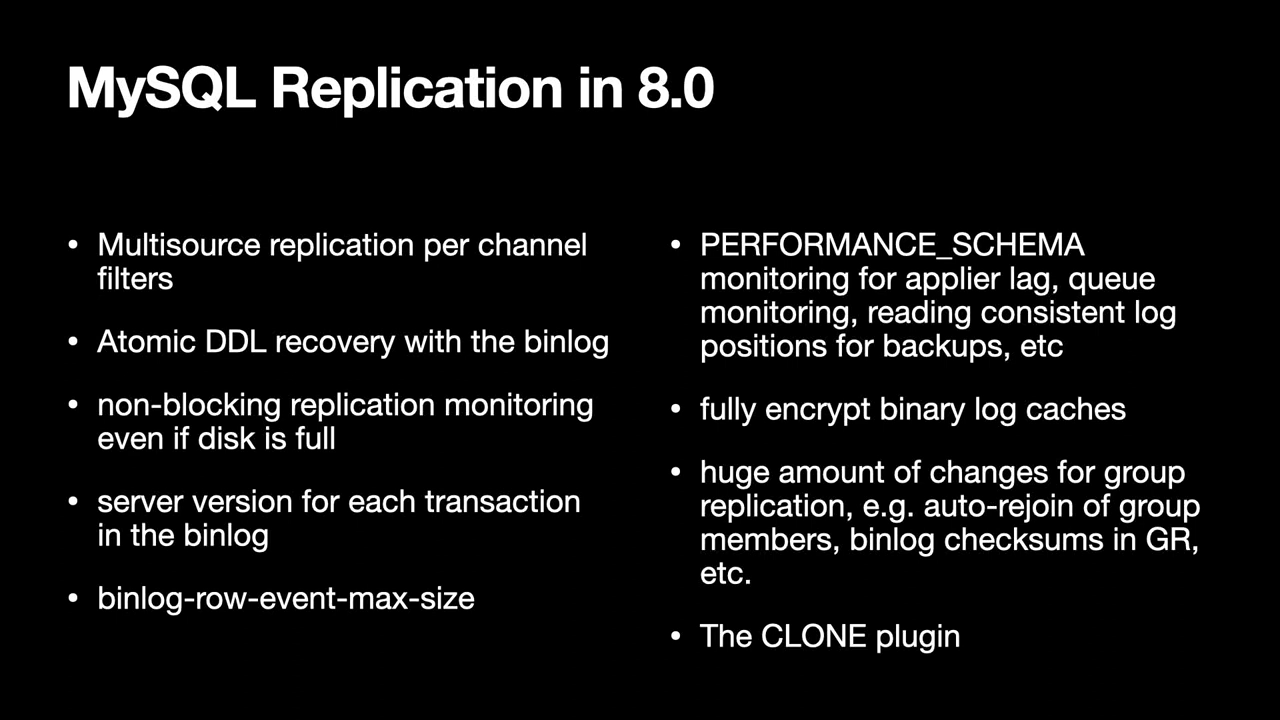 MySQL Replication in 8.0
• Multisource replication per channel
filters
• Atomic DDL recovery with the binlog
• non-blocking replication monitoring
even if disk is full
• server version for each transaction
in the binlog
• binlog-row-event-max-size
• PERFORMANCE_SCHEMA
monitoring for applier lag, queue
monitoring, reading consistent log
positions for backups, etc
• fully encrypt binary log caches
• huge amount of changes for group
replication, e.g. auto-rejoin of group
members, binlog checksums in GR,
etc.
• The CLONE plugin